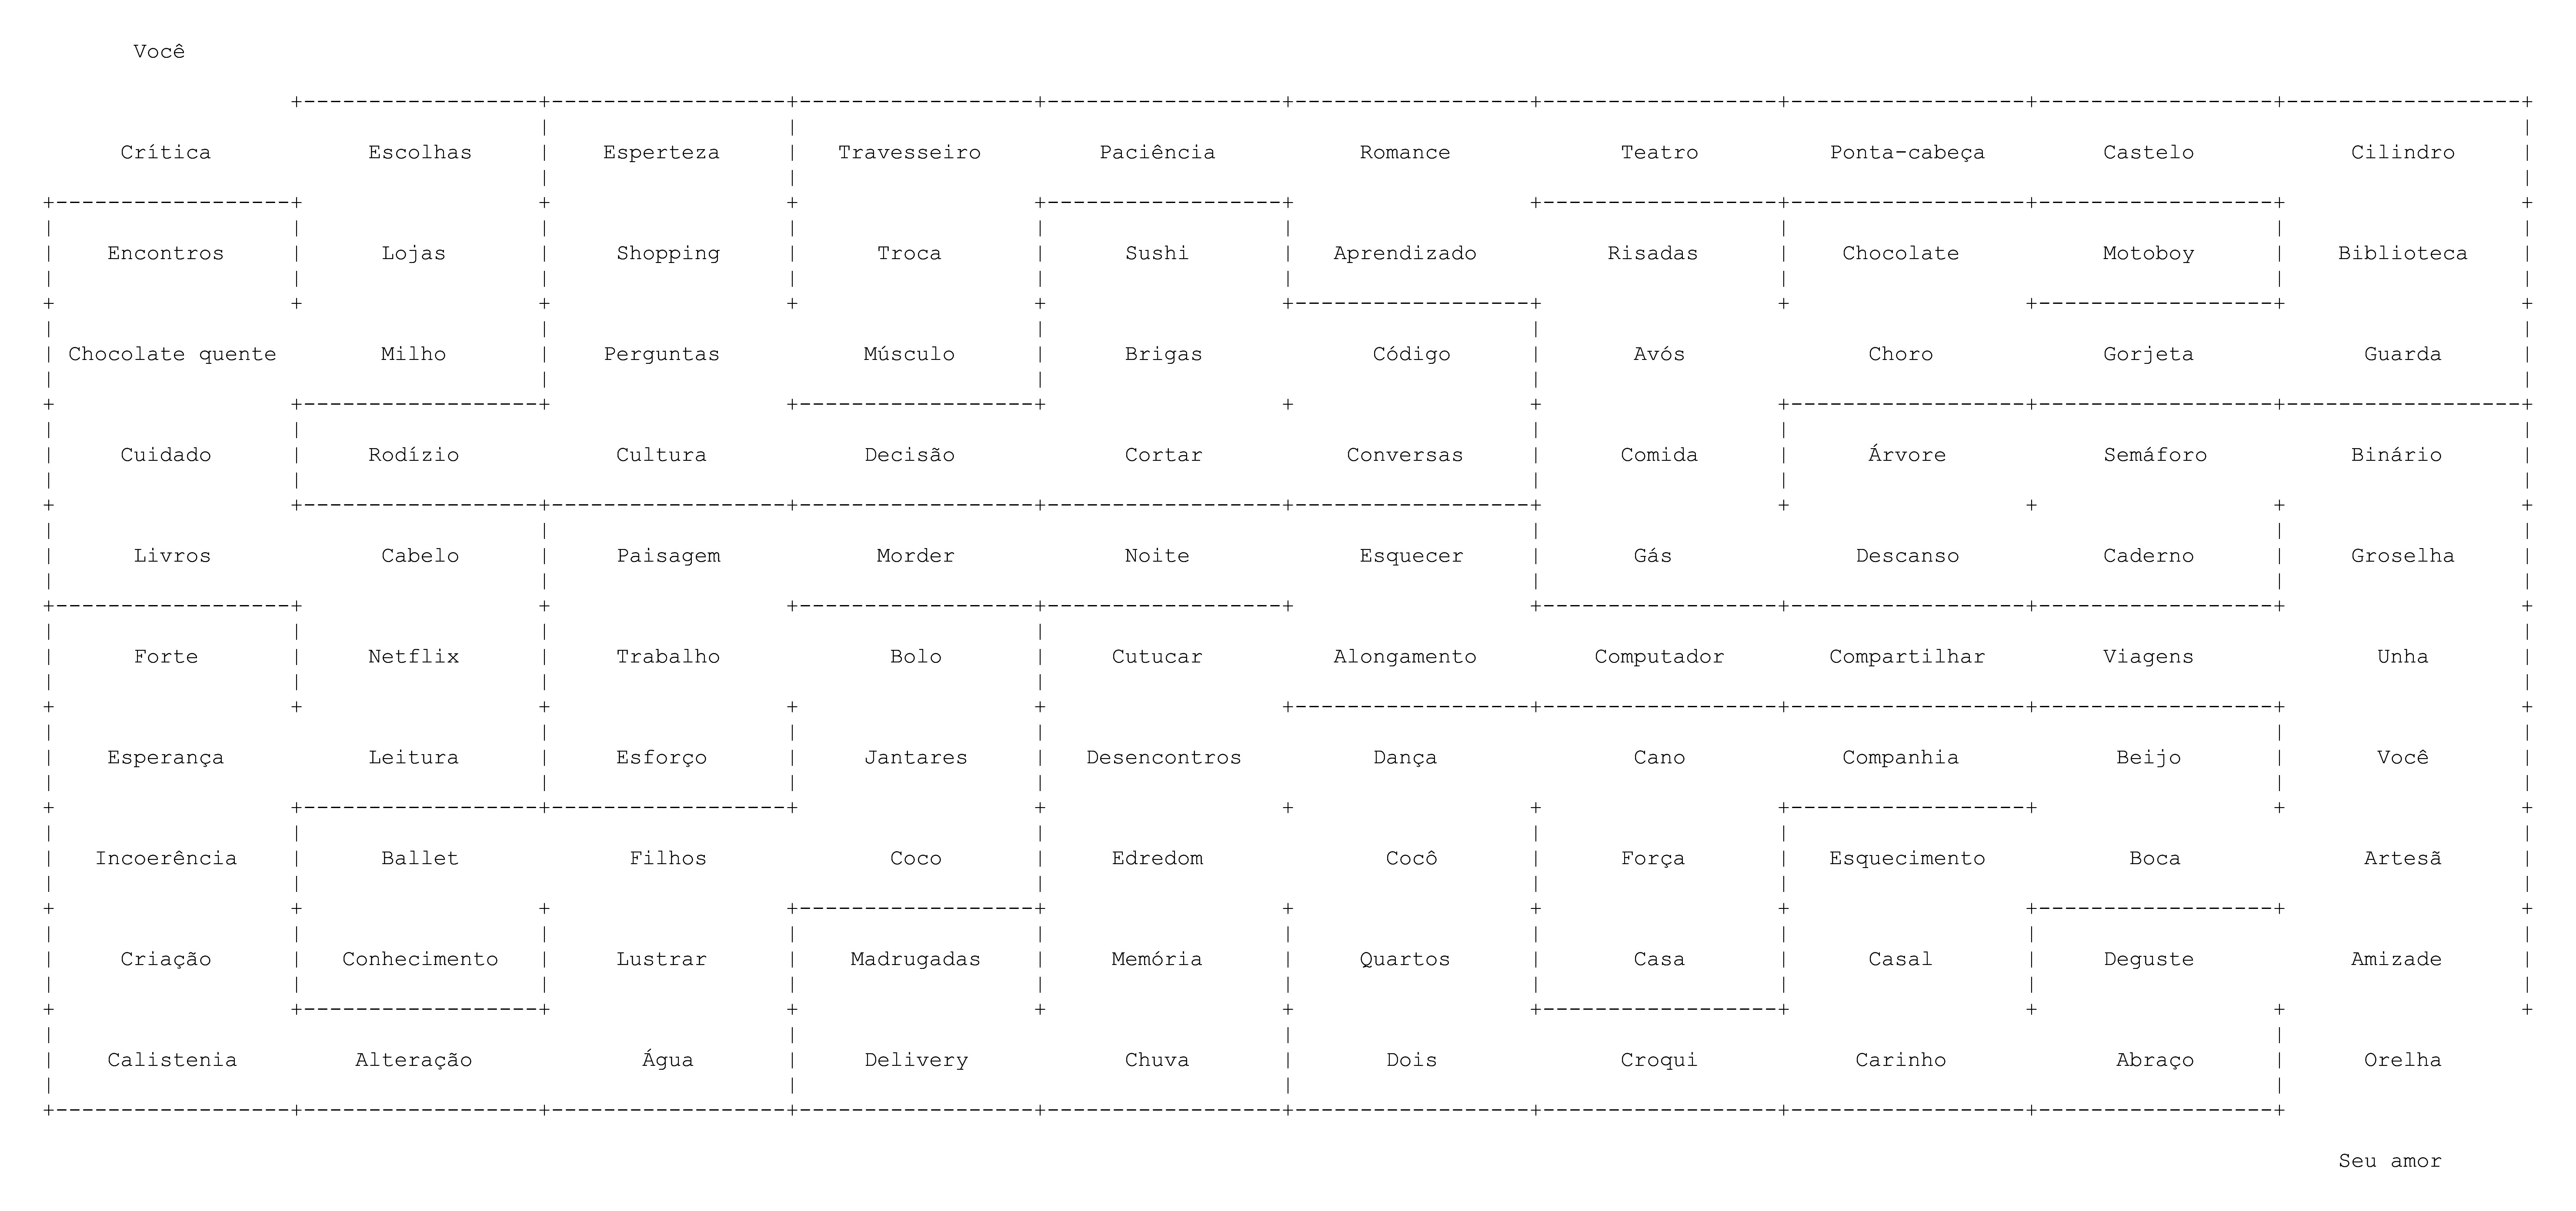 Você
Crítica Escolhas Esperteza Travesseiro Paciência Romance Teatro Ponta-cabeça Castelo Cilindro
Encontros Lojas Shopping Troca Sushi Aprendizado Risadas Chocolate Motoboy Biblioteca
Chocolate quente Milho Perguntas Músculo Brigas Código Avós Choro Gorjeta Guarda
Cuidado Rodízio Cultura Decisão Cortar Conversas Comida Árvore Semáforo Binário
Livros Cabelo Paisagem Morder Noite Esquecer Gás Descanso Caderno Groselha
Forte Netflix Trabalho Bolo Cutucar Alongamento Computador Compartilhar Viagens Unha
Esperança Leitura Esforço Jantares Desencontros Dança Cano Companhia Beijo Você
Incoerência Ballet Filhos Coco Edredom Cocô Força Esquecimento Boca Artesã
Criação Conhecimento Lustrar Madrugadas Memória Quartos Casa Casal Deguste Amizade
Calistenia Alteração Água Delivery Chuva Dois Croqui Carinho Abraço Orelha
Seu amor